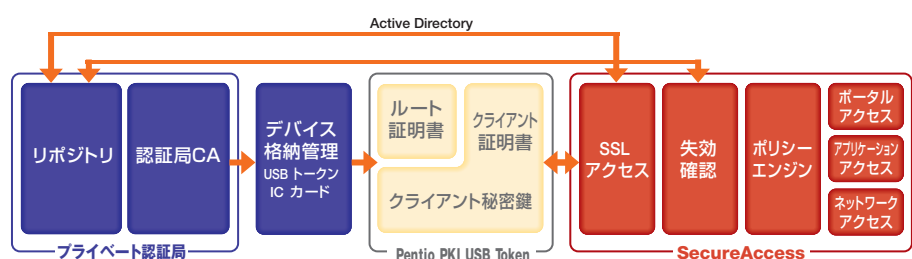 Active Directory
リポジトリ
認証局CA
デバイス
格納管理
USB トークン
IC カード
ルート
証明書
クライアント
証明書
クライアント秘密鍵
SSL
アクセス
失効
確認
ポリシー
エンジン
ポータル
アクセス
アプリケーション
アクセス
ネットワーク
アクセス
プライベート認証局
Pentio PKI USB Token
SecureAccess